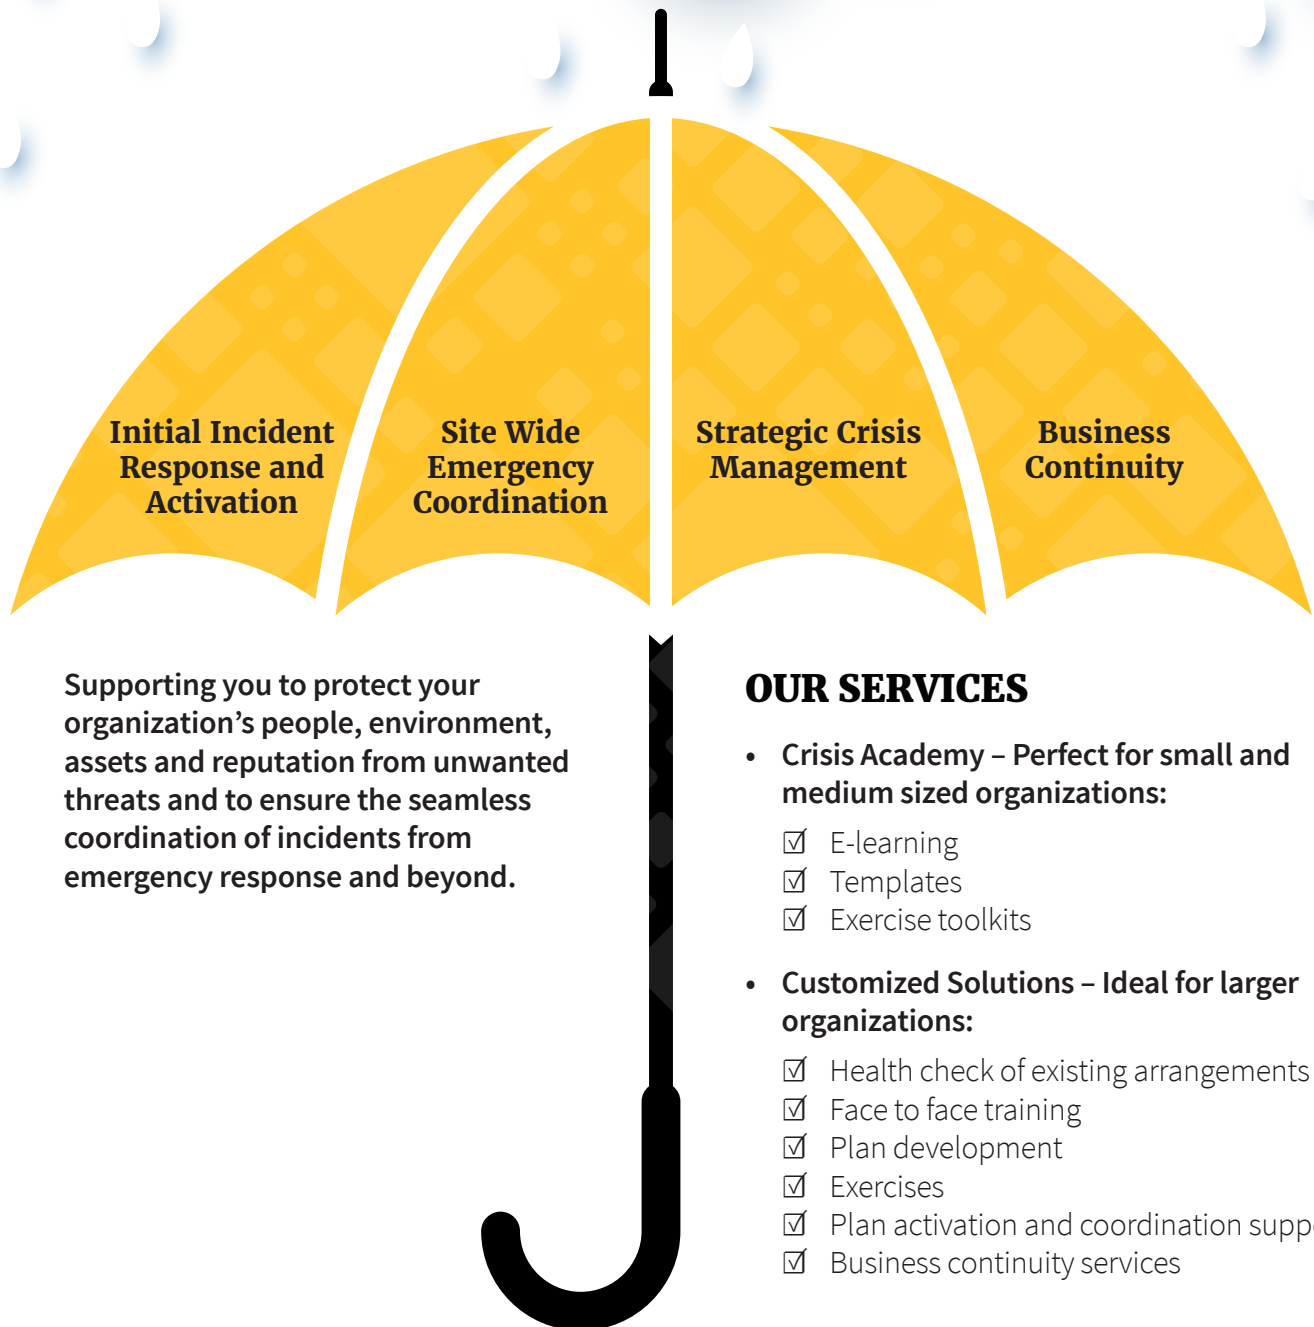 Initial Incident
Response and
Activation
Site Wide
Emergency
Coordination
Strategic Crisis
Management
Business
Continuity
Supporting you to protect your
organization’s people, environment,
assets and reputation from unwanted
threats and to ensure the seamless
coordination of incidents from
emergency response and beyond.
OUR SERVICES
• Crisis Academy – Perfect for small and
medium sized organizations:
☑ E-learning
☑ Templates
☑ Exercise toolkits
• Customized Solutions – Ideal for larger
organizations:
☑ Health check of existing arrangements
☑ Face to face training
☑ Plan development
☑ Exercises
☑ Plan activation and coordination
☑ Business continuity services